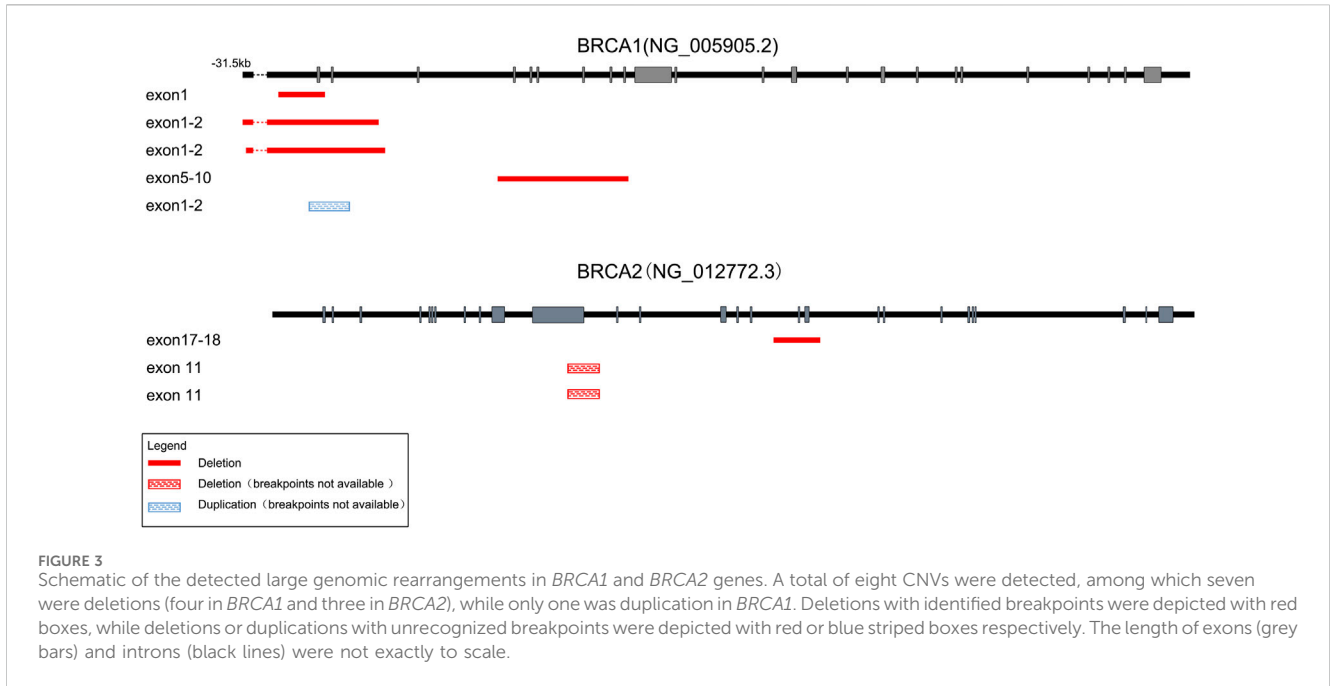 BRCA1(NG_005905.2)
-31.5kb
exon1
exon1-2
exon1-2
exon5-10
exon1-2
BRCA2（NG_012772.3）
exon17-18
exon 11
exon 11
Legend
Deletion
Deletion（breakpoints not available ）
Duplication（breakpoints not available）
FIGURE 3
Schematic of the detected large genomic rearrangements in BRCA1 and BRCA2 genes. A total of eight CNVs were detected, among which seven
were deletions (four in BRCA1 and three in BRCA2), while only one was duplication in BRCA1. Deletions with identified breakpoints were depicted with red
boxes, while deletions or duplications with unrecognized breakpoints were depicted with red or blue striped boxes respectively. The length of exons (grey
bars) and introns (black lines) were not exactly to scale.